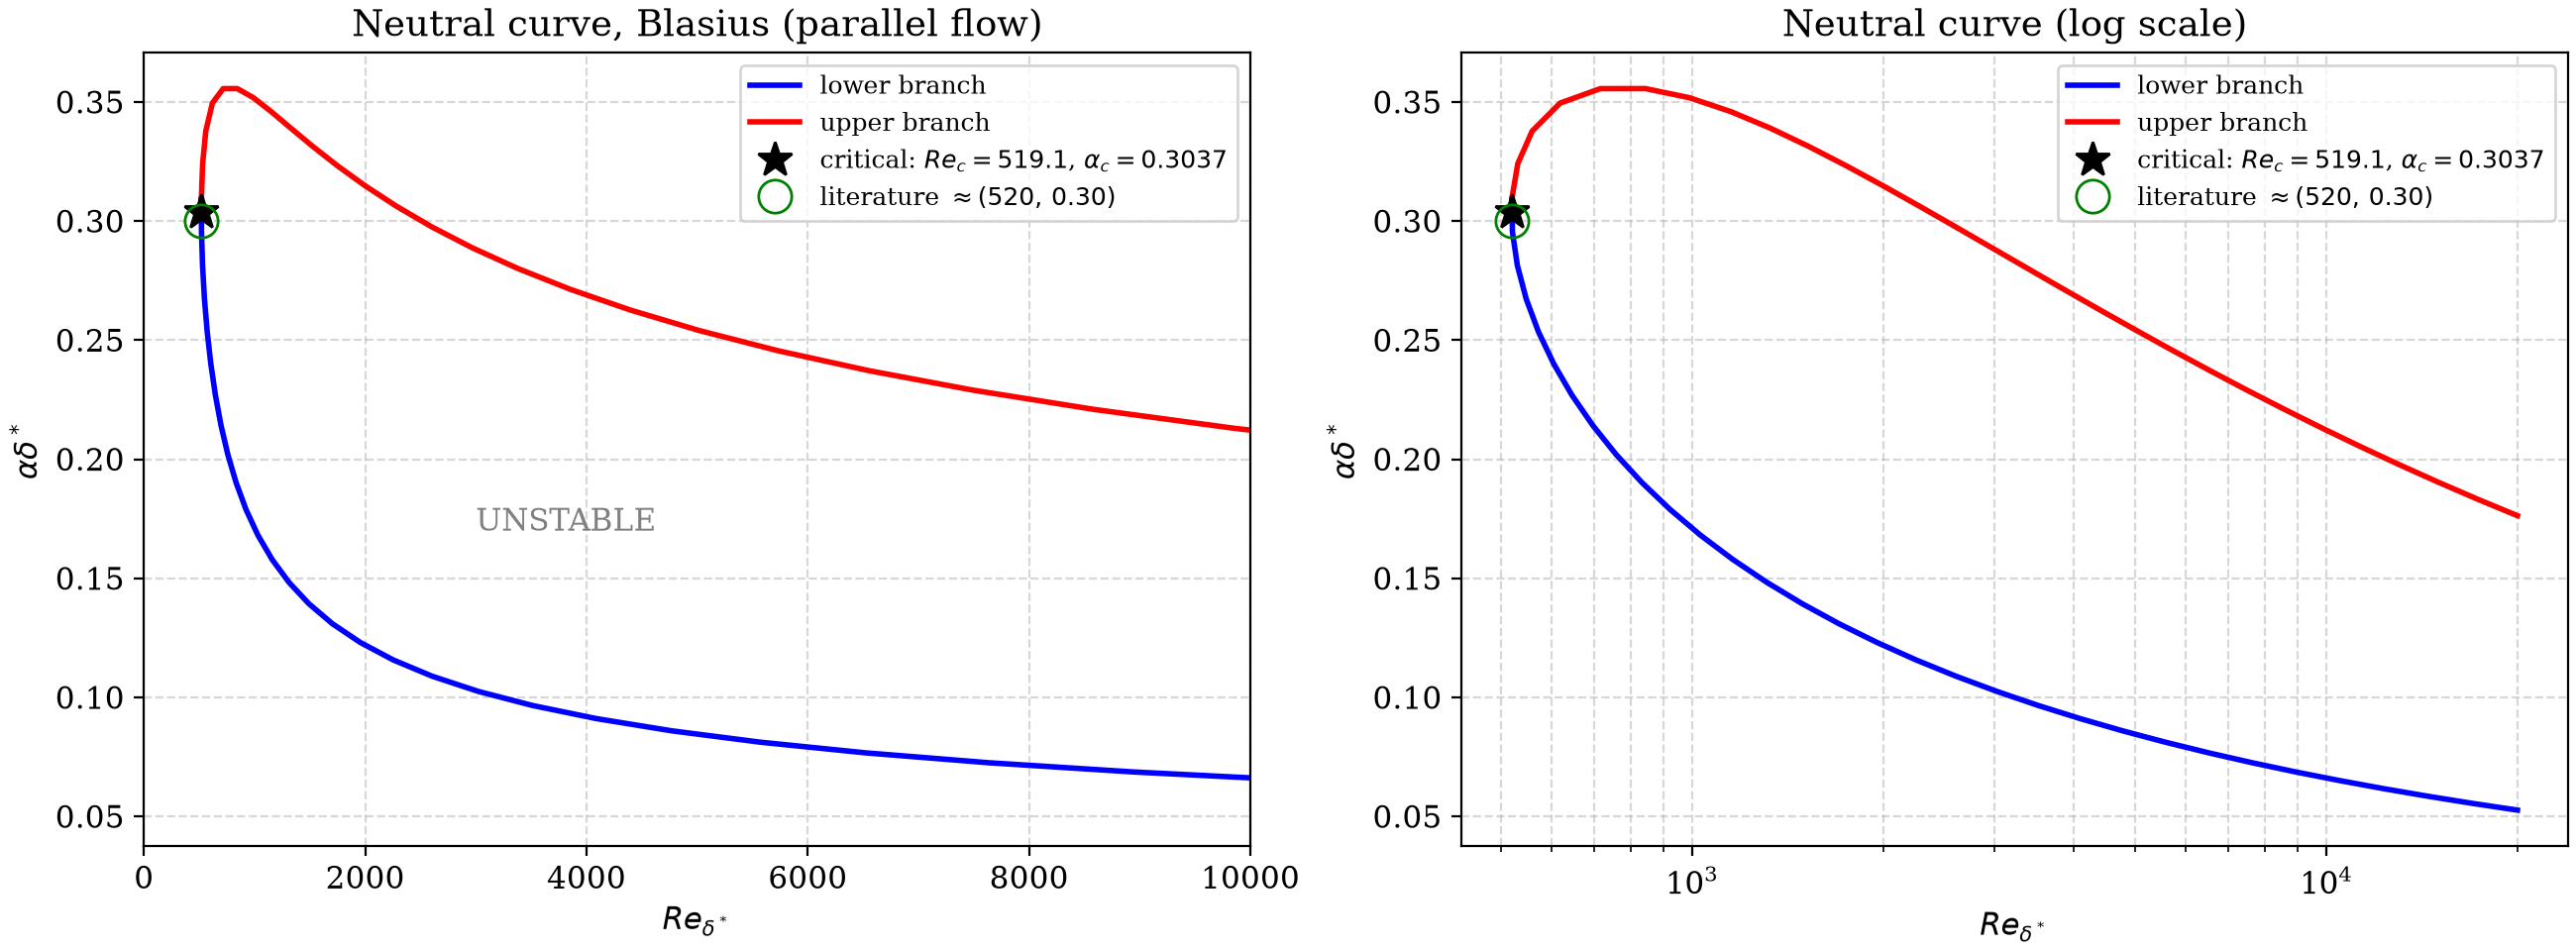 Neutral curve, Blasius (parallel flow)
αδ*
0.35
0.30
0.25
0.20
0.15
0.10
0.05
lower branch
upper branch
critical: Re_c = 519.1, α_c = 0.3037
literature ≈ (520, 0.30)
UNSTABLE
0 2000 4000 6000 8000 10000
Re_δ*
Neutral curve (log scale)
αδ*
0.35
0.30
0.25
0.20
0.15
0.10
0.05
lower branch
upper branch
critical: Re_c = 519.1, α_c = 0.3037
literature ≈ (520, 0.30)
10³ 10⁴
Re_δ*